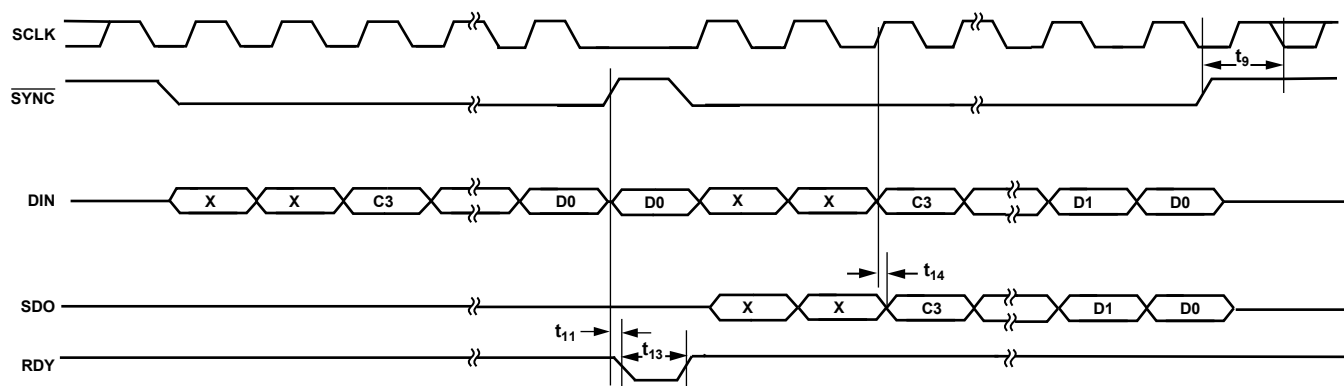 SCLK
t9
SYNC
DIN X X C3 D0 D0 X X C3 D1 D0
t14
SDO X X C3 D1 D0
t11 t13
RDY